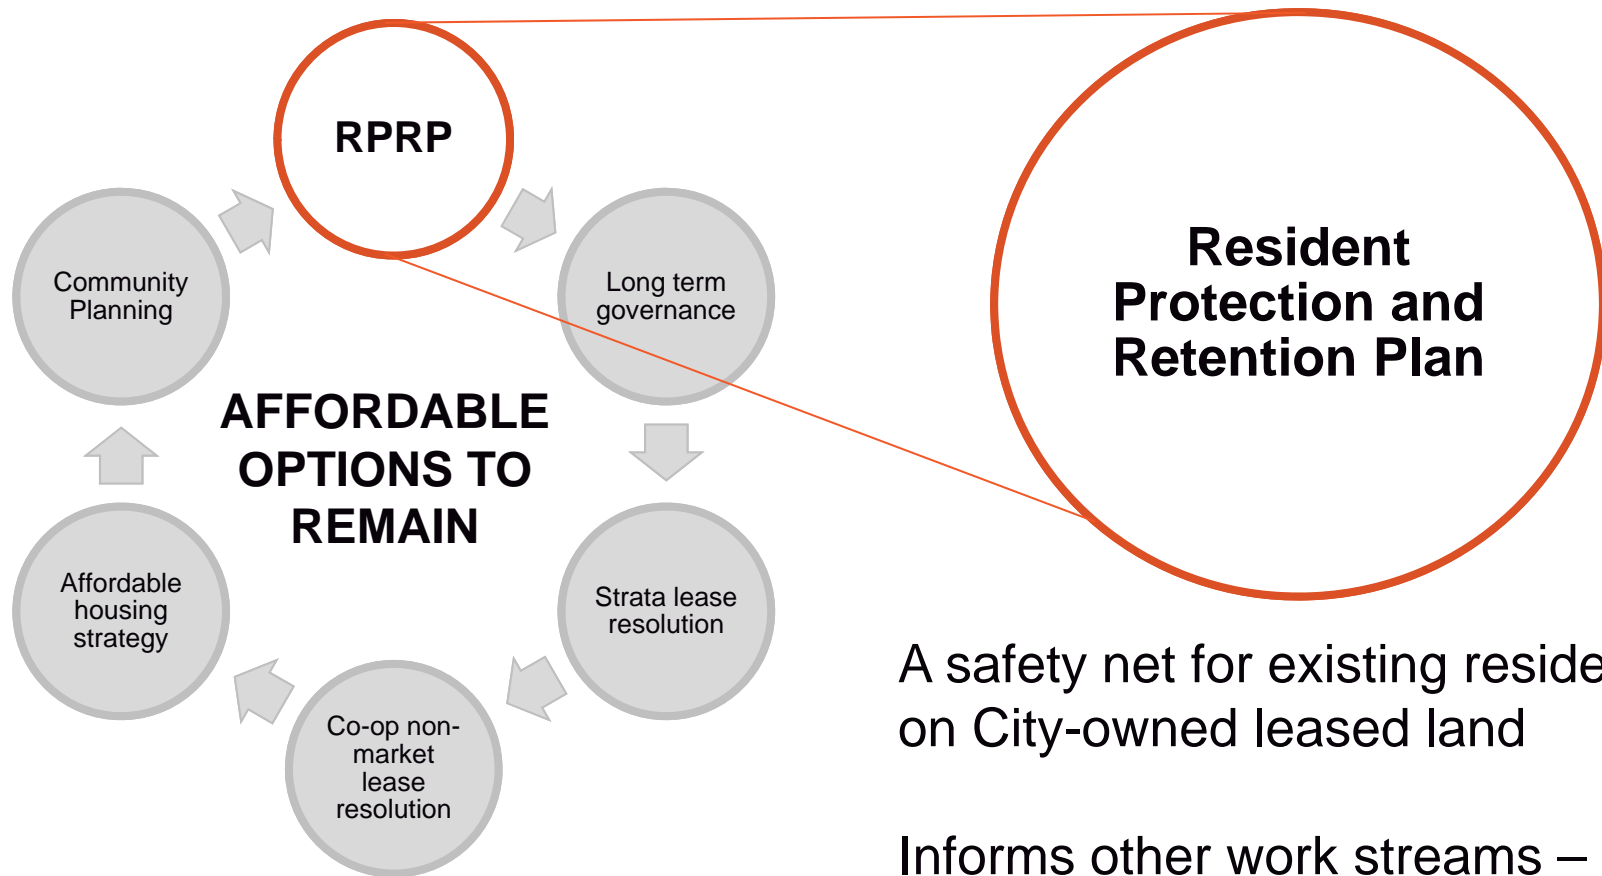 RPRP
Community
Planning
Long term
governance
AFFORDABLE
OPTIONS TO
REMAIN
Affordable
housing
strategy
Strata lease
resolution
Co-op non-
market
lease
resolution
Resident
Protection and
Retention Plan
A safety net for existing reside
on City-owned leased land
Informs other work streams –